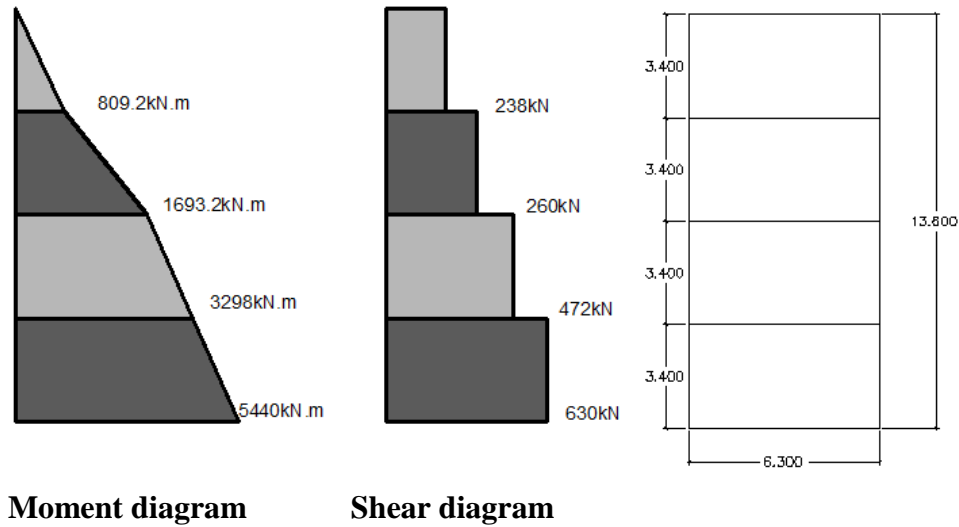 809.2kN.m
1693.2kN.m
3298kN.m
5440kN.m
238kN
260kN
472kN
630kN
3.400
3.400
3.400
3.400
13.600
6.300
Moment diagram
Shear diagram